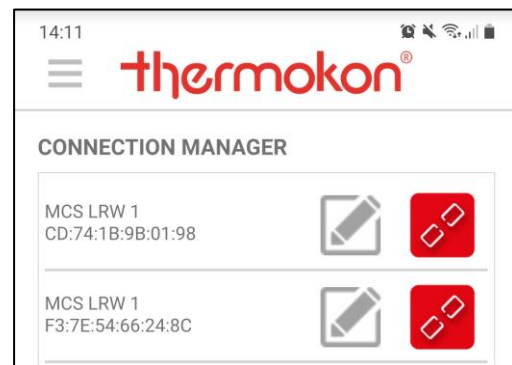 14:11
thermokon®
CONNECTION MANAGER
MCS LRW 1
CD:74:1B:9B:01:98
MCS LRW 1
F3:7E:54:66:24:8C